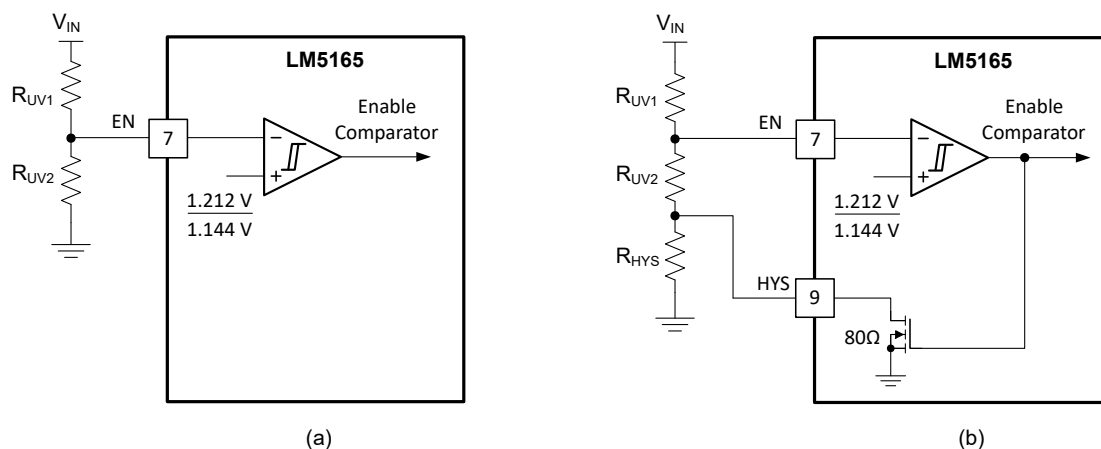 V_IN
LM5165
R_UV1
EN
7
Enable
Comparator
−
+
R_UV2
1.212 V
1.144 V
(a)
V_IN
LM5165
R_UV1
EN
7
Enable
Comparator
−
+
R_UV2
1.212 V
1.144 V
R_HYS
HYS
9
80Ω
(b)